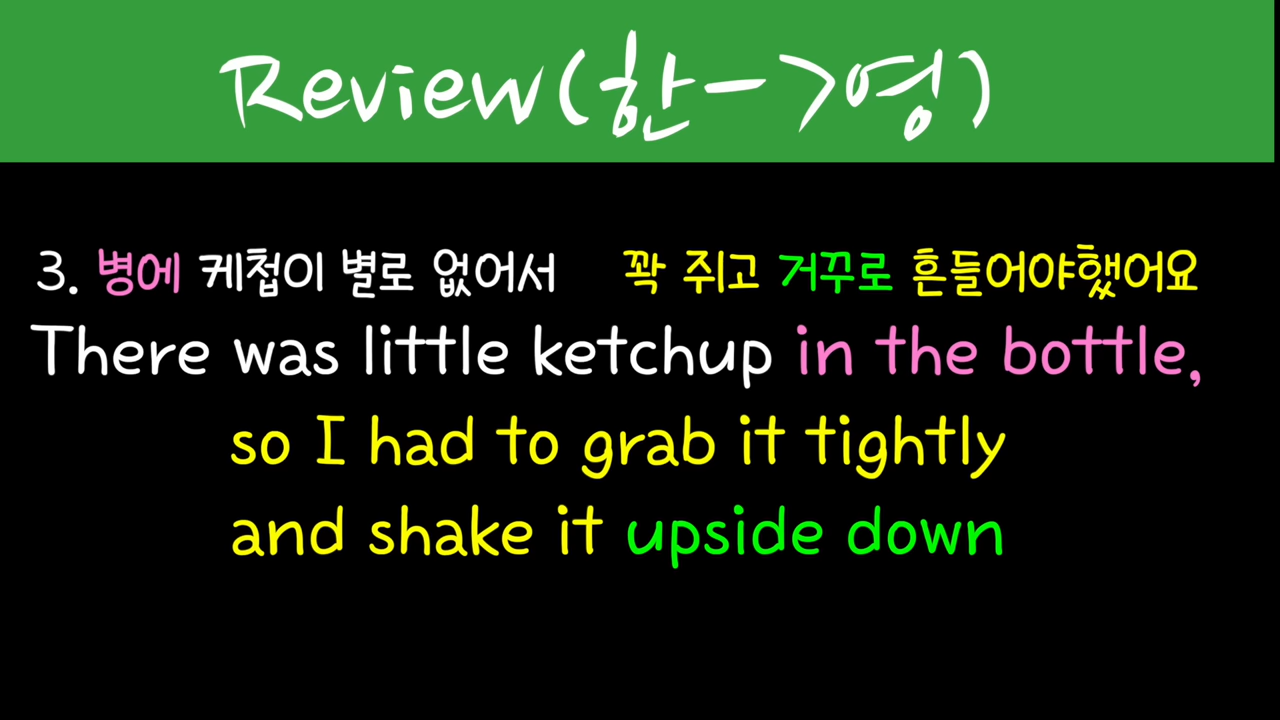 Review(한->영)
3. 병에 케첩이 별로 없어서 꽉 쥐고 거꾸로 흔들어야했어요
There was little ketchup in the bottle,
so I had to grab it tightly
and shake it upside down